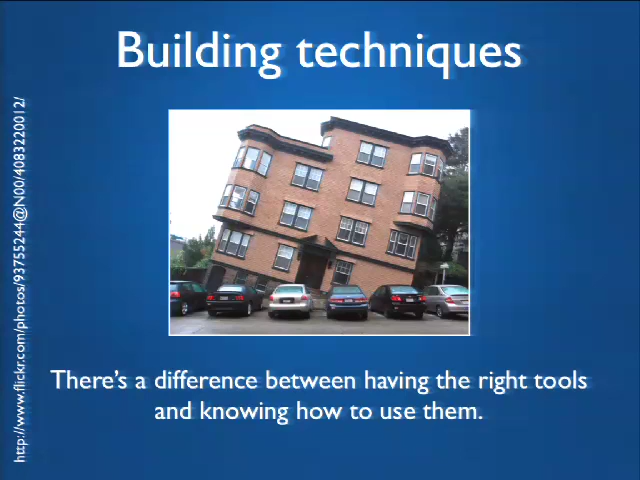 Building techniques
http://www.flickr.com/photos/93755244@N00/4083220012/
There's a difference between having the right tools
and knowing how to use them.